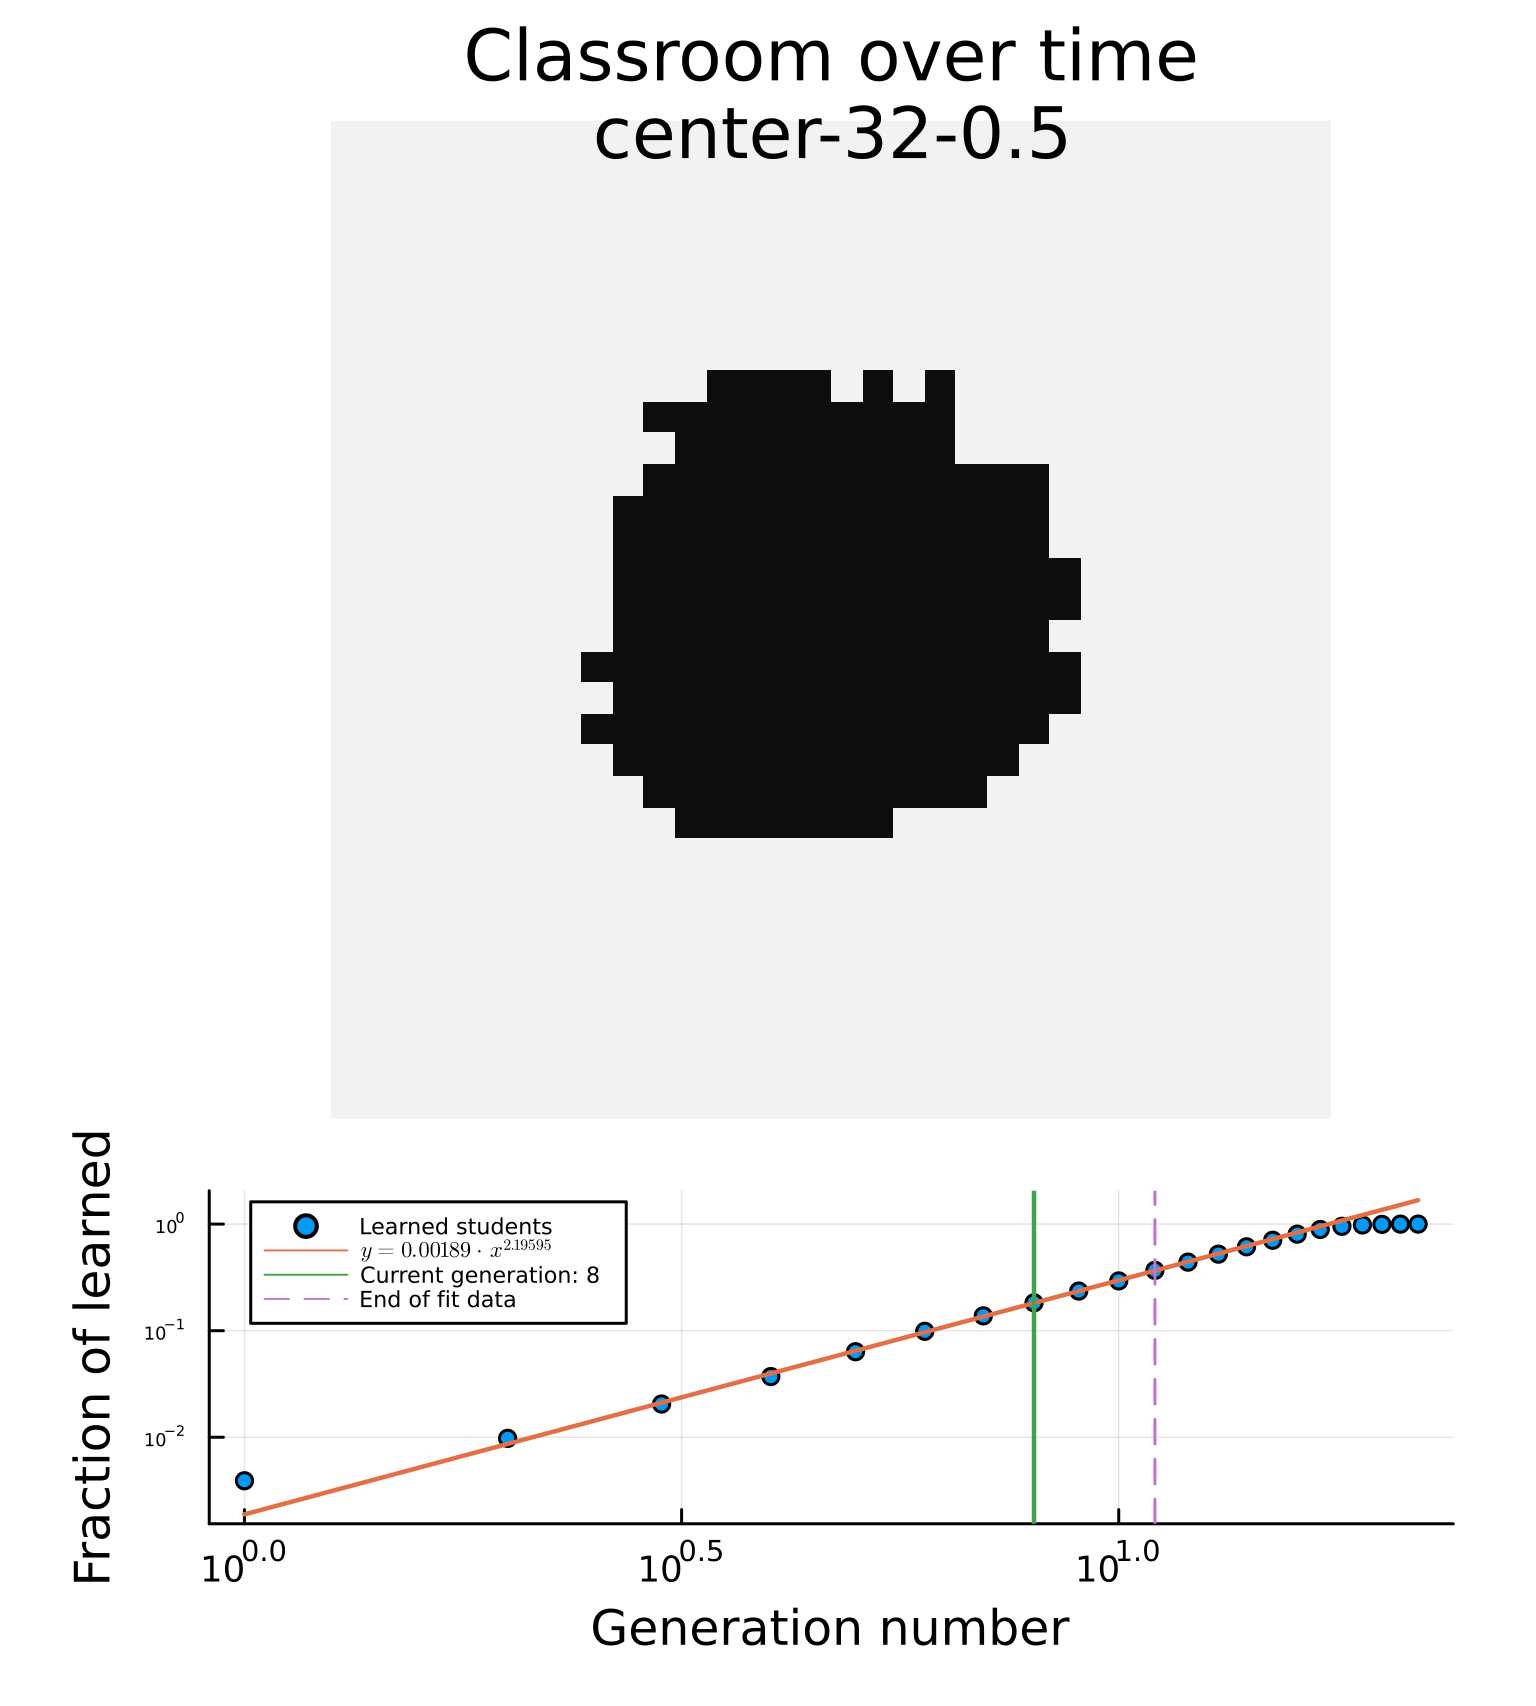 Classroom over time
center-32-0.5
Fraction of learned
10^0
10^−1
10^−2
Learned students
y = 0.00189 · x^2.19595
Current generation: 8
End of fit data
10^0.0 10^0.5 10^1.0
Generation number